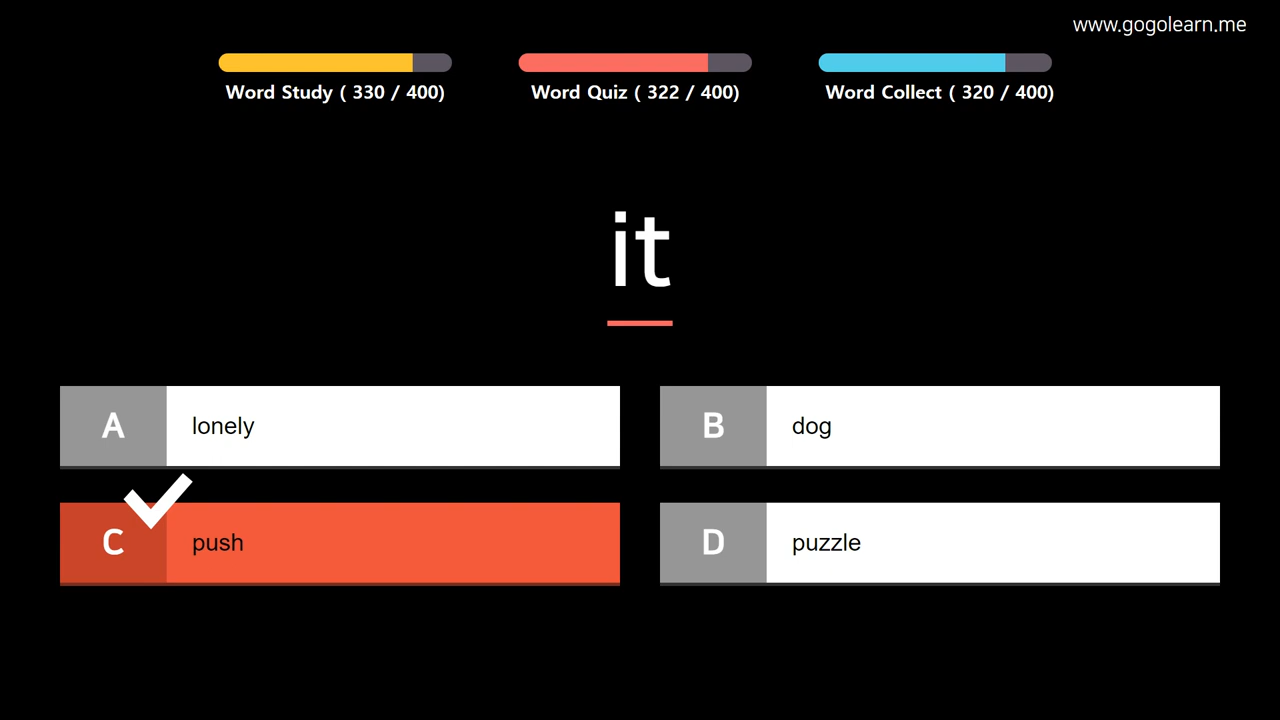 www.gogolearn.me
Word Study ( 330 / 400)
Word Quiz ( 322 / 400)
Word Collect ( 320 / 400)
it
A lonely
B dog
C push
D puzzle